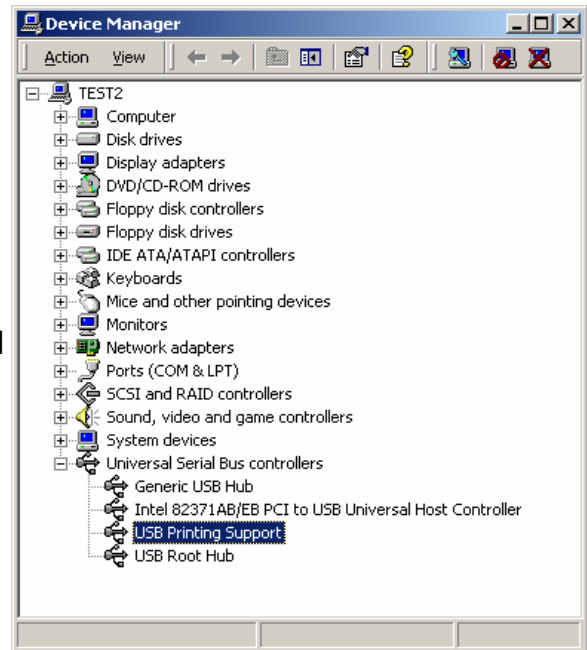 Device Manager
Action View
TEST2
Computer
Disk drives
Display adapters
DVD/CD-ROM drives
Floppy disk controllers
Floppy disk drives
IDE ATA/ATAPI controllers
Keyboards
Mice and other pointing devices
Monitors
Network adapters
Ports (COM & LPT)
SCSI and RAID controllers
Sound, video and game controllers
System devices
Universal Serial Bus controllers
Generic USB Hub
Intel 82371AB/EB PCI to USB Universal Host Controller
USB Printing Support
USB Root Hub